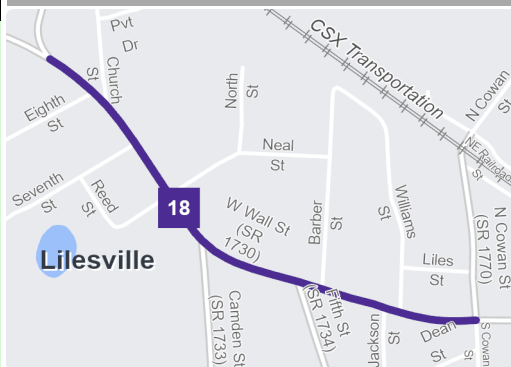 Pvt
Dr
CSX Transportation
Church
St
North
St
N Cowan
St
Eighth
St
Neal
St
NE Railroad
St
Seventh
St
Reed
St
18
W Wall St
(SR
1730)
Barber
St
Williams
St
N Cowan St
(SR 1770)
Lilesville
Liles
St
Camden St
(SR 1733)
Fifth St
(SR 1734)
Jackson
St
Dean
St
S Cowan
St